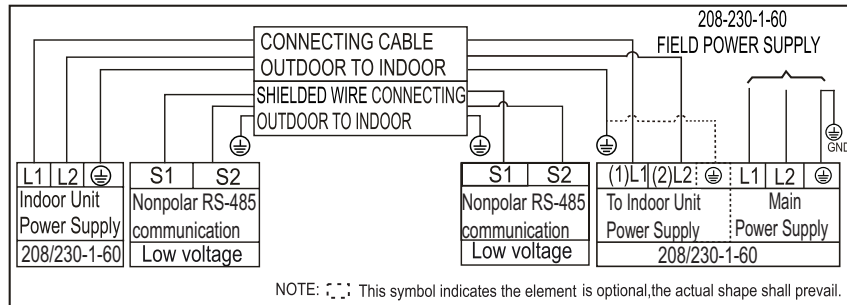 208-230-1-60
FIELD POWER SUPPLY
CONNECTING CABLE
OUTDOOR TO INDOOR
SHIELDED WIRE CONNECTING
OUTDOOR TO INDOOR
GND
L1 L2
Indoor Unit
Power Supply
208/230-1-60
S1 S2
Nonpolar RS-485
communication
Low voltage
S1 S2
Nonpolar RS-485
communication
Low voltage
(1)L1 (2)L2
To Indoor Unit
Power Supply
L1 L2
Main
Power Supply
208/230-1-60
NOTE: This symbol indicates the element is optional,the actual shape shall prevail.